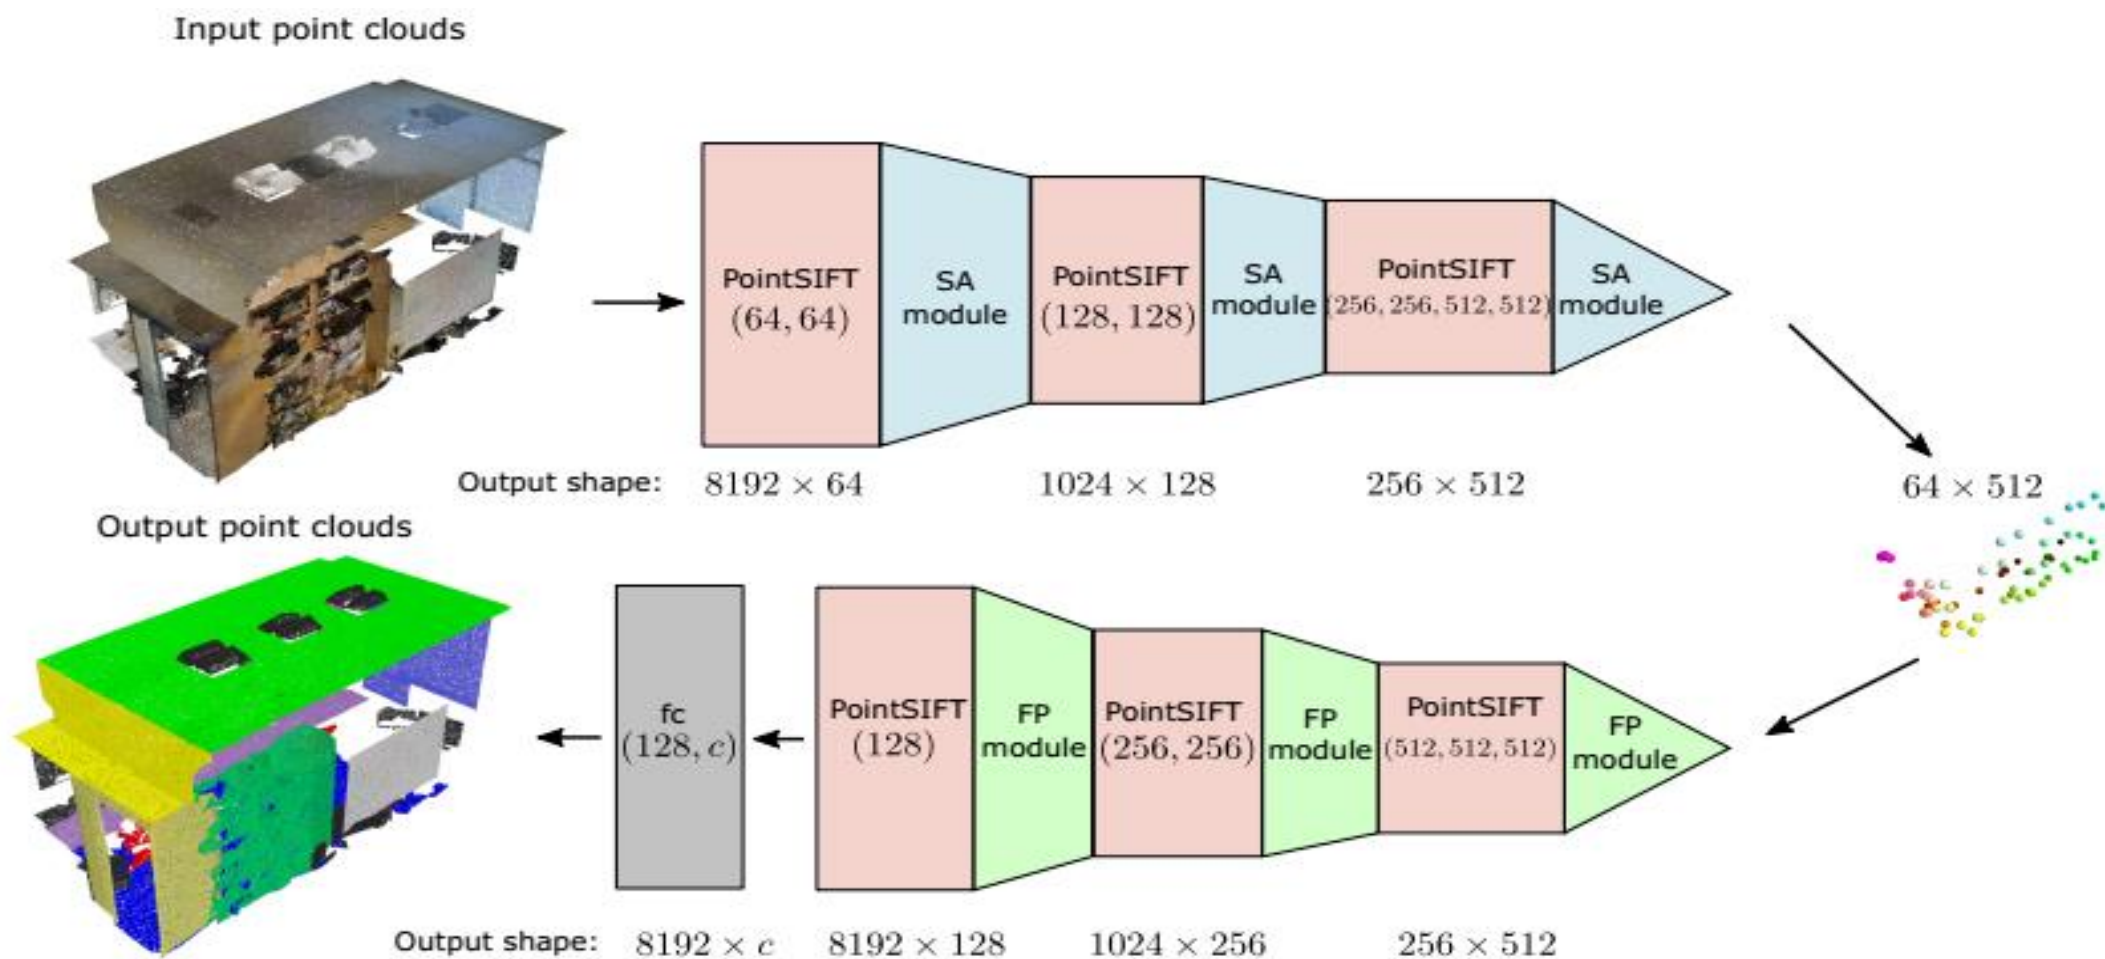 Input point clouds
PointSIFT
(64, 64)
SA
module
PointSIFT
(128, 128)
SA
module
PointSIFT
(256, 256, 512, 512)
SA
module
Output shape: 8192 × 64 1024 × 128 256 × 512 64 × 512
Output point clouds
fc
(128, c)
PointSIFT
(128)
FP
module
PointSIFT
(256, 256)
FP
module
PointSIFT
(512, 512, 512)
FP
module
Output shape: 8192 × c 8192 × 128 1024 × 256 256 × 512